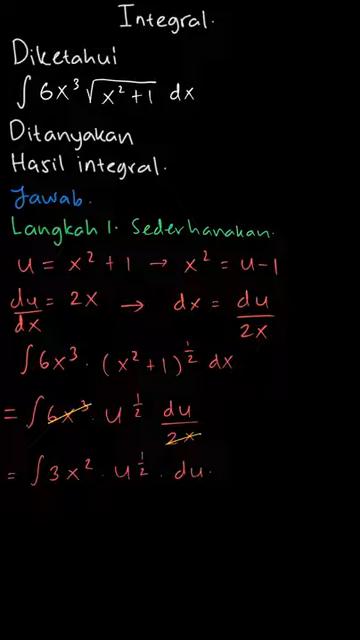 Integral.
Diketahui
∫ 6x³ √(x² + 1) dx
Ditanyakan
Hasil integral.
Jawab.
Langkah 1. Sederhanakan.
u = x² + 1 → x² = u - 1
du/dx = 2x → dx = du/2x
∫ 6x³ · (x² + 1)^½ dx
= ∫ 6x³ · u^½ du/2x
= ∫ 3x² · u^½ · du.